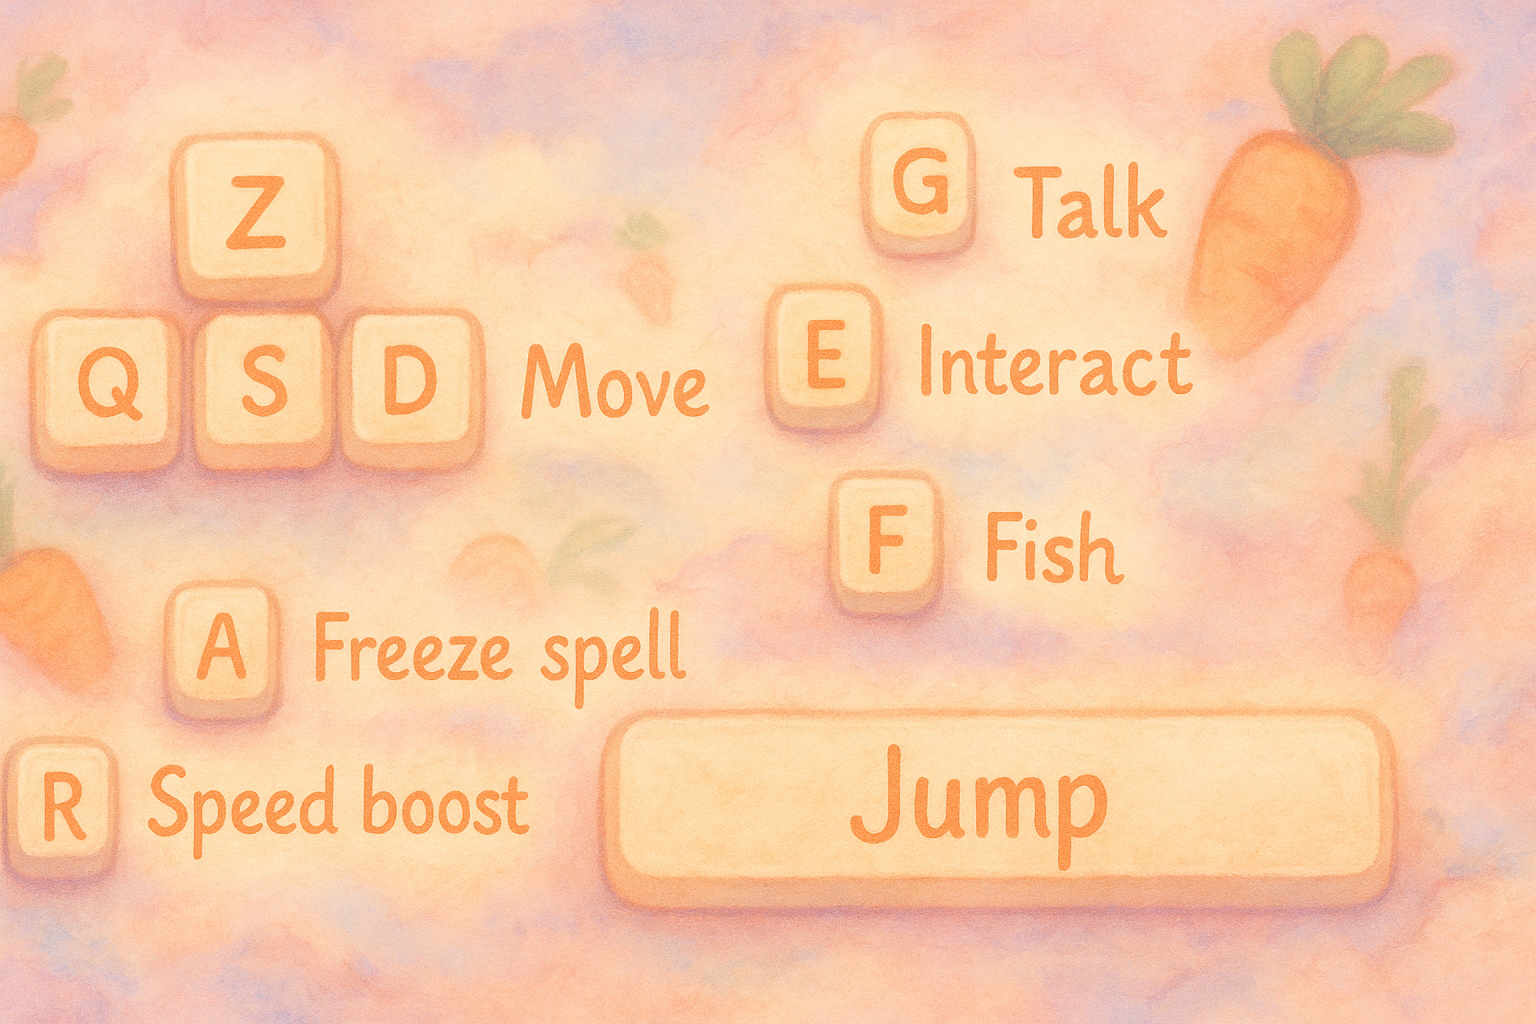 Z
Q S D Move
G Talk
E Interact
F Fish
A Freeze spell
R Speed boost
Jump